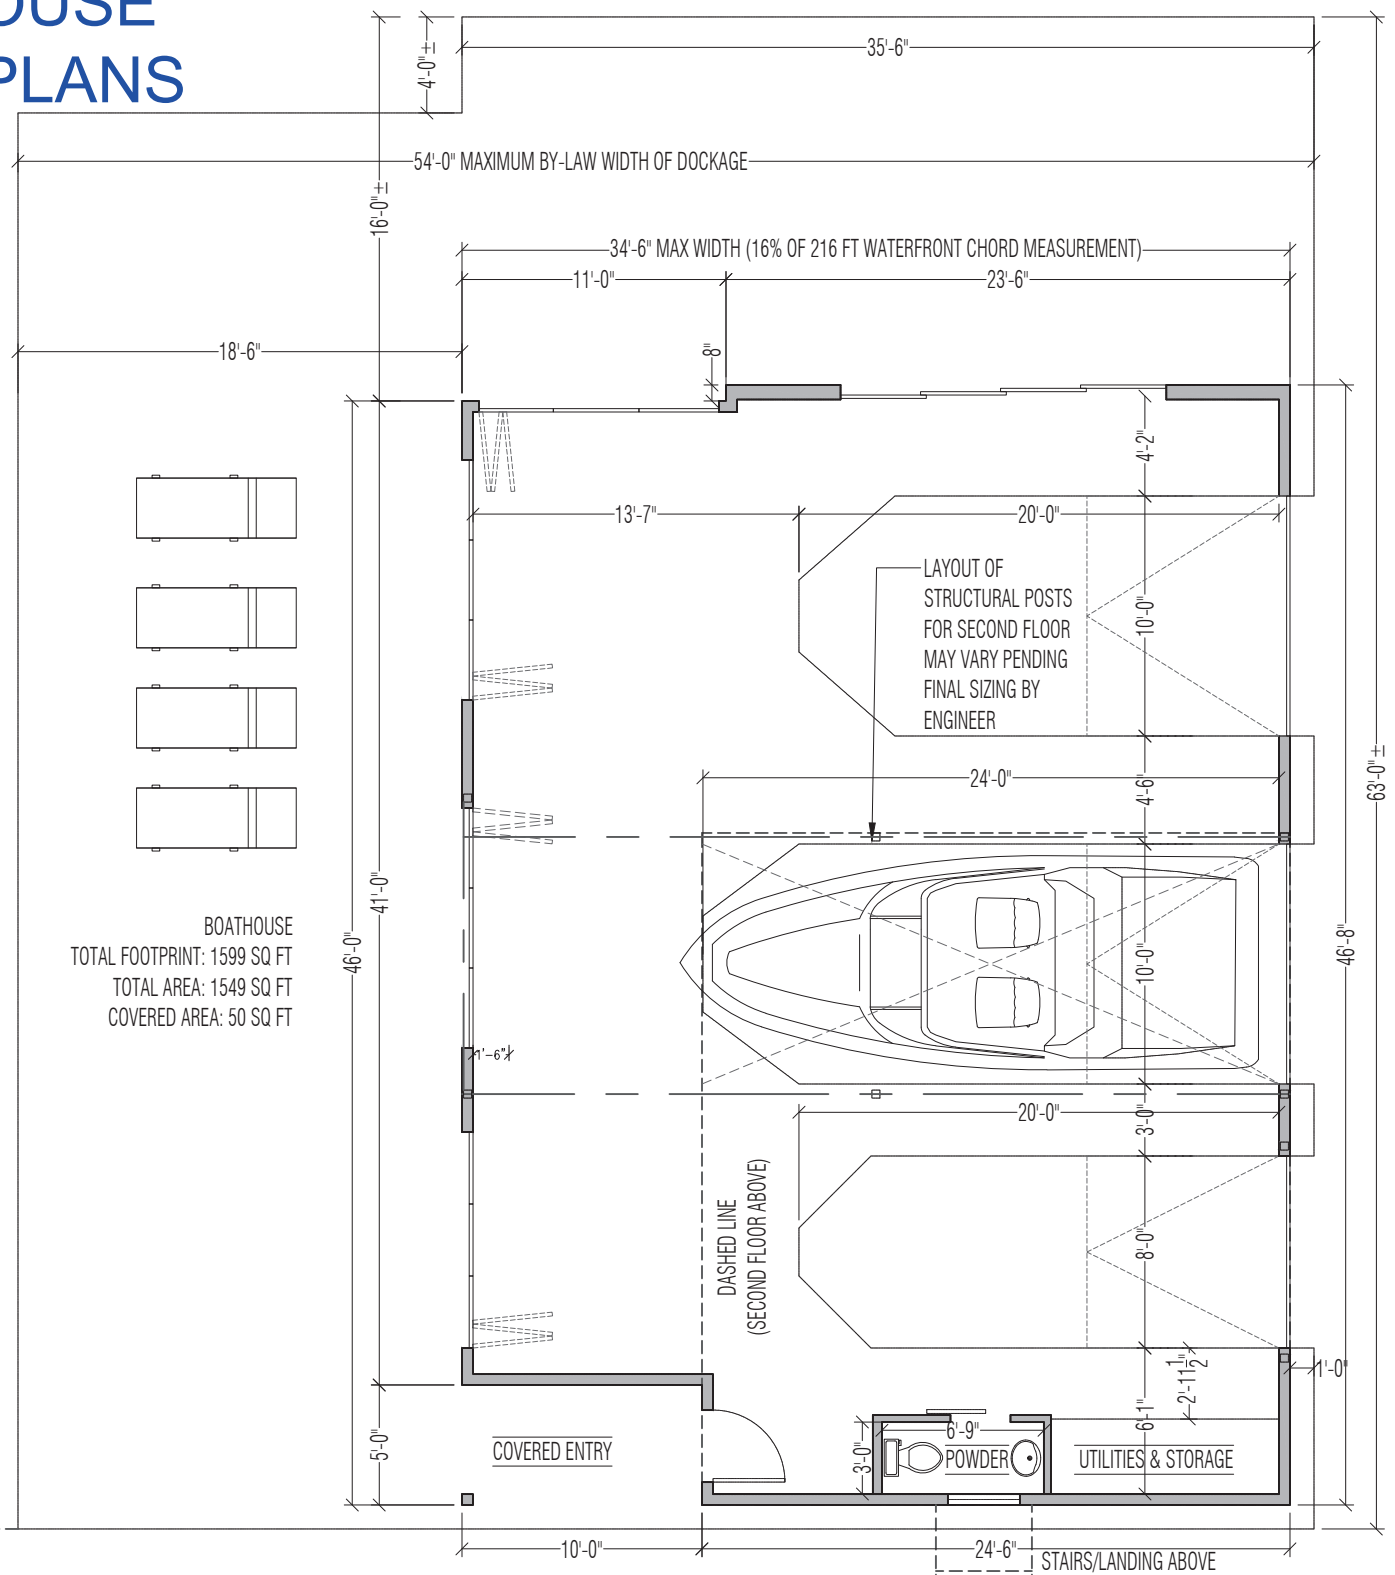 OUSE
PLANS
35'-6"
4'-0"±
54'-0" MAXIMUM BY-LAW WIDTH OF DOCKAGE
16'-0"±
34'-6" MAX WIDTH (16% OF 216 FT WATERFRONT CHORD MEASUREMENT)
11'-0"
23'-6"
18'-6"
8"
4'-2"
13'-7"
20'-0"
LAYOUT OF
STRUCTURAL POSTS
FOR SECOND FLOOR
MAY VARY PENDING
FINAL SIZING BY
ENGINEER
10'-0"
24'-0"
4'-6"
63'-0"±
BOATHOUSE
TOTAL FOOTPRINT: 1599 SQ FT
TOTAL AREA: 1549 SQ FT
COVERED AREA: 50 SQ FT
46'-0"
41'-0"
10'-0"
46'-8"
1'-6"
20'-0"
3'-0"
DASHED LINE
(SECOND FLOOR ABOVE)
8'-0"
2'-11 1/2"
1'-0"
6'-1"
5'-0"
COVERED ENTRY
3'-0"
6'-9"
POWDER
UTILITIES & STORAGE
10'-0"
24'-6"
STAIRS/LANDING ABOVE